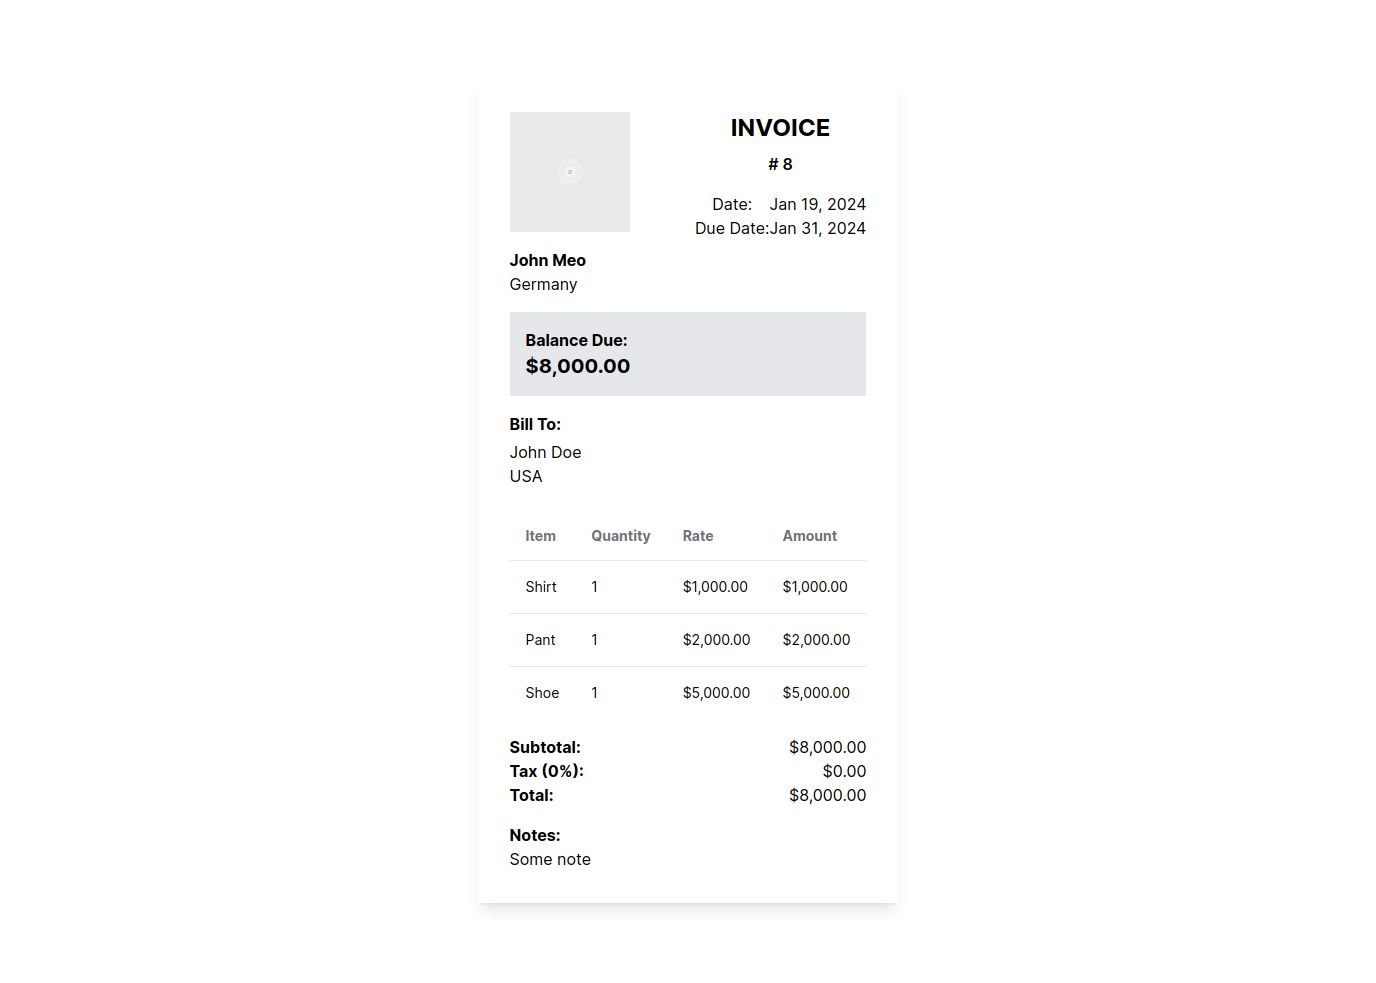 INVOICE
# 8
Date: Jan 19, 2024
Due Date:Jan 31, 2024
John Meo
Germany
Balance Due:
$8,000.00
Bill To:
John Doe
USA
Item Quantity Rate Amount
Shirt 1 $1,000.00 $1,000.00
Pant 1 $2,000.00 $2,000.00
Shoe 1 $5,000.00 $5,000.00
Subtotal: $8,000.00
Tax (0%): $0.00
Total: $8,000.00
Notes:
Some note